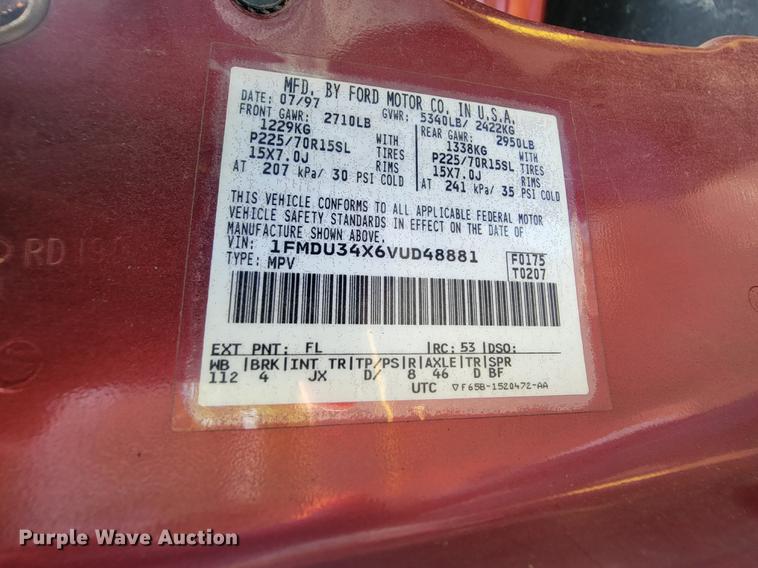 MFD. BY FORD MOTOR CO. IN U.S.A.
DATE: 07/97 GVWR: 5340LB/ 2422KG
FRONT GAWR: 2710LB REAR GAWR: 2950LB
1229KG WITH 1338KG WITH
P225/70R15SL TIRES P225/70R15SL TIRES
15X7.0J RIMS 15X7.0J RIMS
AT 207 kPa/ 30 PSI COLD AT 241 kPa/ 35 PSI COLD
THIS VEHICLE CONFORMS TO ALL APPLICABLE FEDERAL MOTOR
VEHICLE SAFETY STANDARDS IN EFFECT ON THE DATE OF
MANUFACTURE SHOWN ABOVE.
VIN: 1FMDU34X6VUD48881 F0175
TYPE: MPV T0207
EXT PNT: FL RC: 53 DSO:
WB BRK INT TR TP/PS R AXLE TR SPR
112 4 JX D/ 8 46 D BF
UTC ▽F65B-1520472-AA
RD
Purple Wave Auction